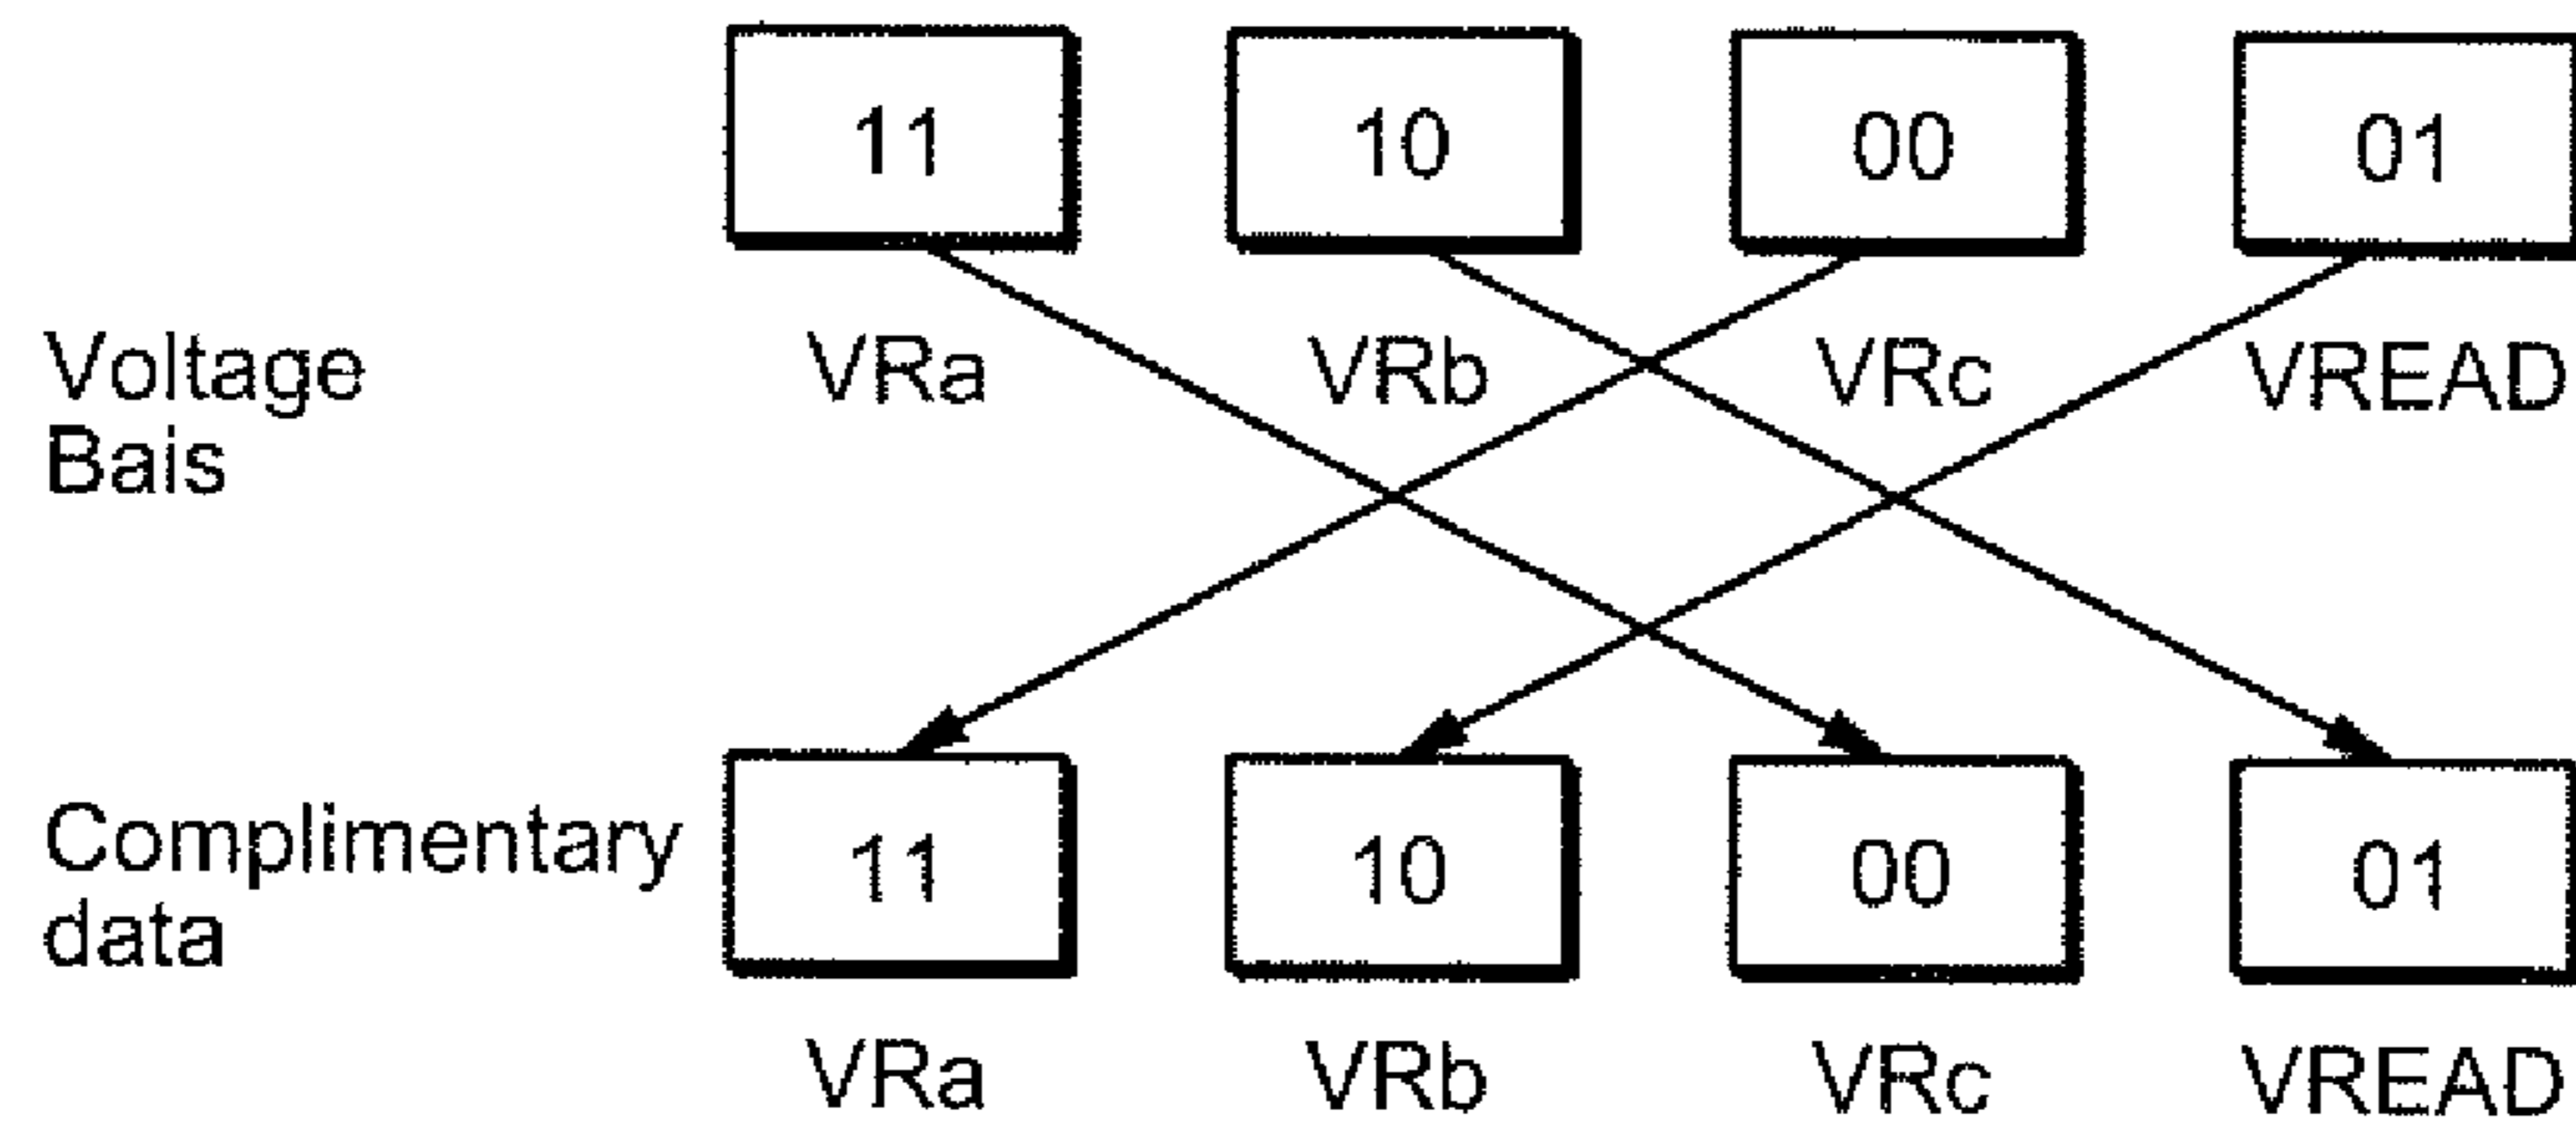 11 10 00 01
Voltage VRa VRb VRc VREAD
Bais
11 10 00 01
Complimentary
data
VRa VRb VRc VREAD